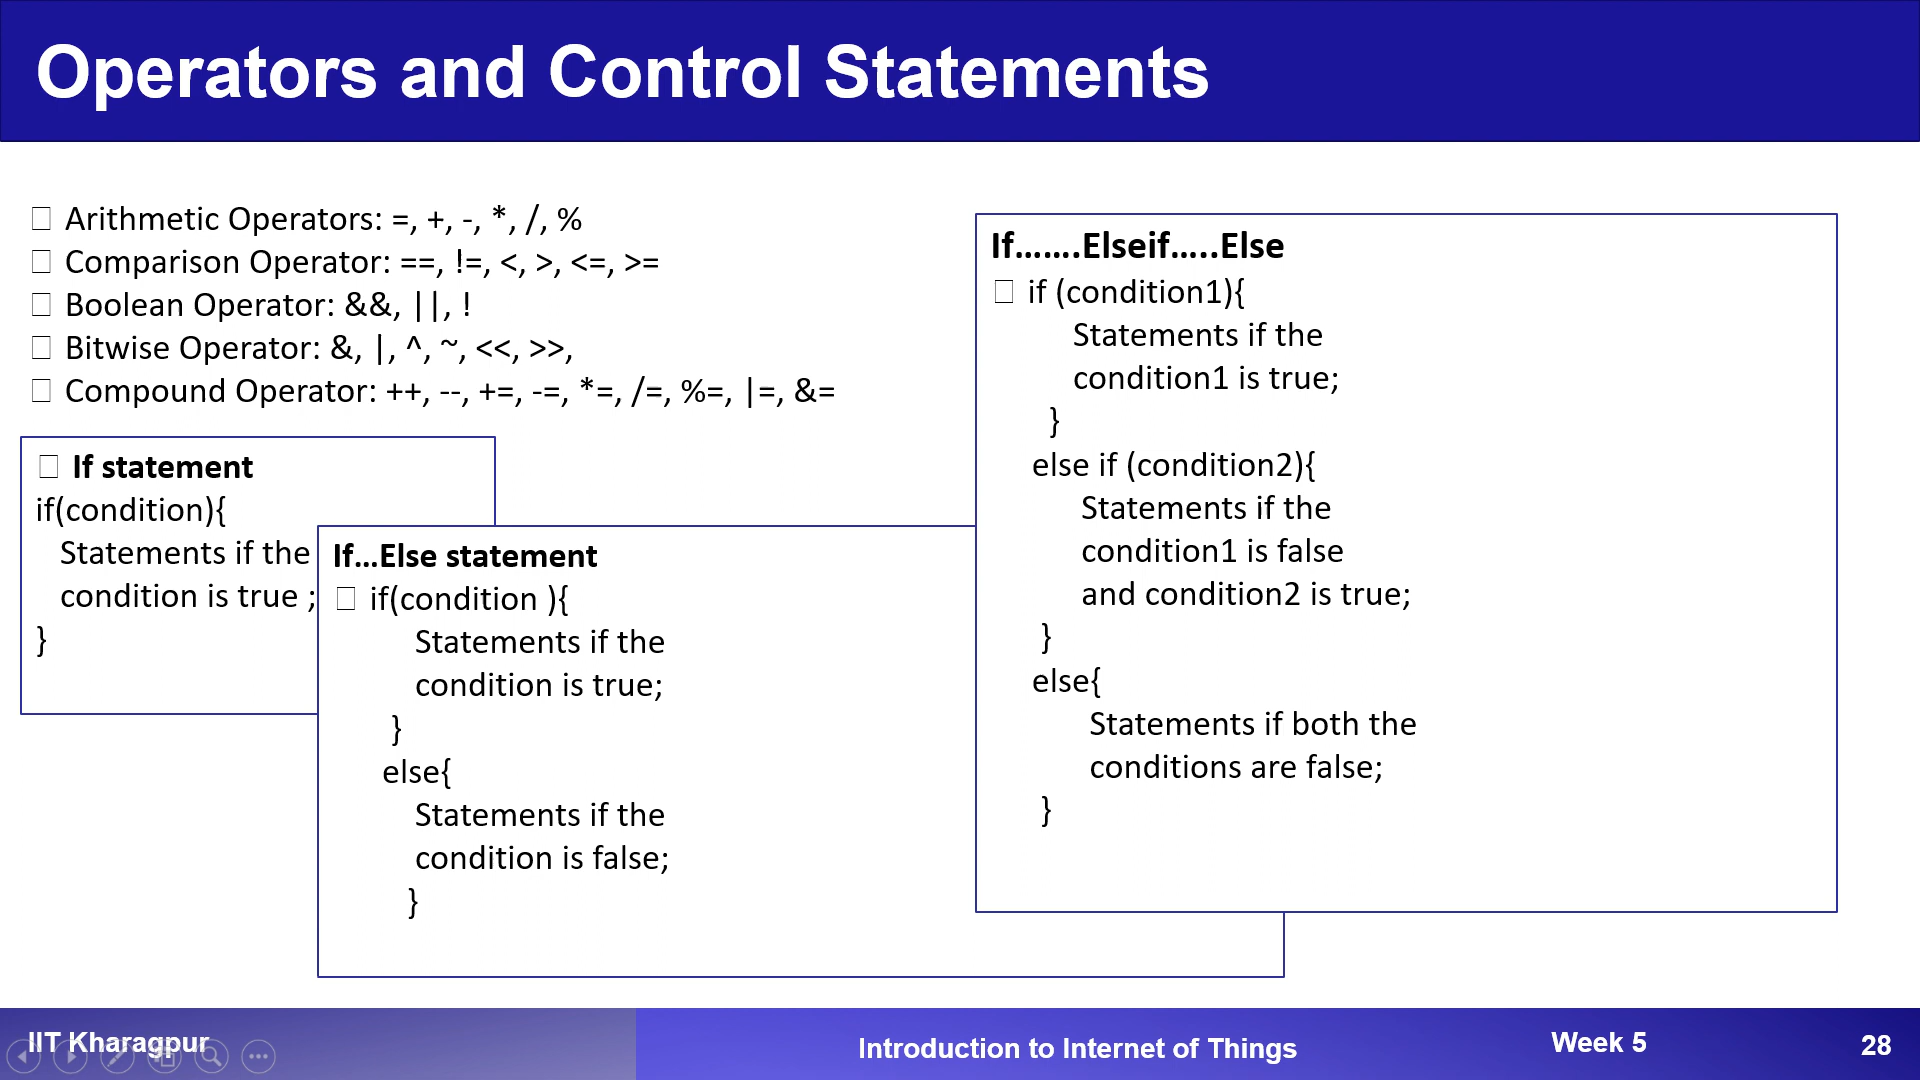 Operators and Control Statements
Arithmetic Operators: =, +, -, *, /, %
Comparison Operator: ==, !=, <, >, <=, >=
Boolean Operator: &&, ||, !
Bitwise Operator: &, |, ^, ~, <<, >>,
Compound Operator: ++, --, +=, -=, *=, /=, %=, |=, &=
If statement
if(condition){
Statements if the
condition is true ;
}
If...Else statement
if(condition ){
Statements if the
condition is true;
}
else{
Statements if the
condition is false;
}
If…….Elseif…..Else
if (condition1){
Statements if the
condition1 is true;
}
else if (condition2){
Statements if the
condition1 is false
and condition2 is true;
}
else{
Statements if both the
conditions are false;
}
IIT Kharagpur
Introduction to Internet of Things
Week 5
28